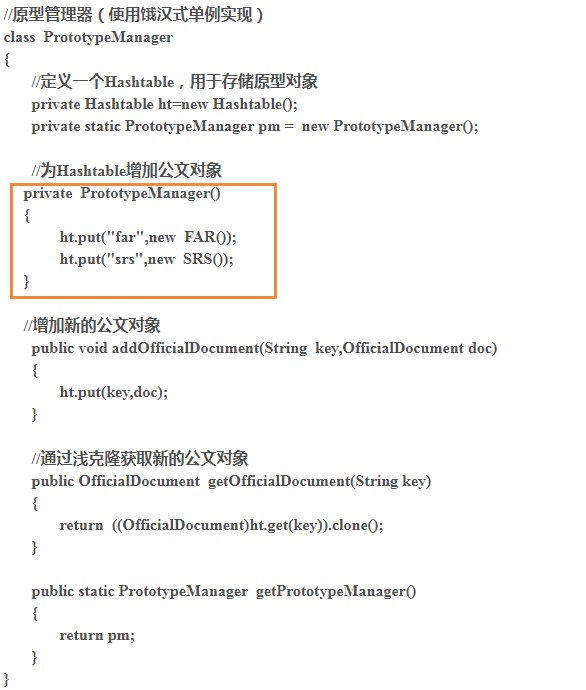 //原型管理器（使用饿汉式单例实现）
class  PrototypeManager
{
//定义一个Hashtable，用于存储原型对象
private Hashtable ht=new Hashtable();
private static PrototypeManager pm =  new PrototypeManager();
//为Hashtable增加公文对象
private  PrototypeManager()
{
ht.put("far",new  FAR());
ht.put("srs",new  SRS());
}
//增加新的公文对象
public void addOfficialDocument(String  key,OfficialDocument doc)
{
ht.put(key,doc);
}
//通过浅克隆获取新的公文对象
public OfficialDocument  getOfficialDocument(String key)
{
return  ((OfficialDocument)ht.get(key)).clone();
}
public static PrototypeManager  getPrototypeManager()
{
return pm;
}
}